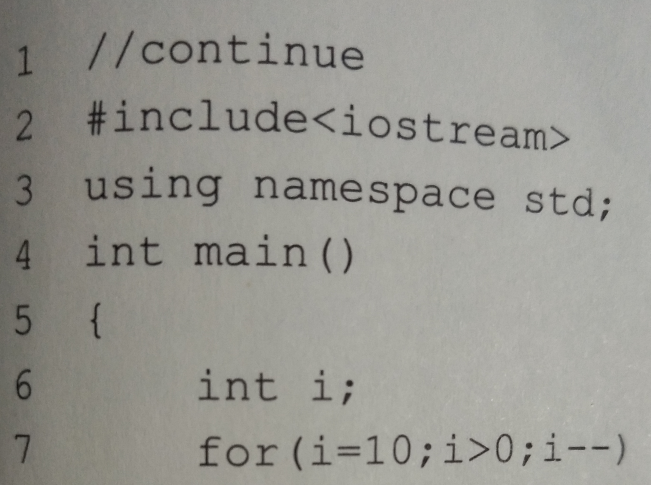 1 //continue
2 #include<iostream>
3 using namespace std;
4 int main()
5 {
6 int i;
7 for(i=10;i>0;i--)